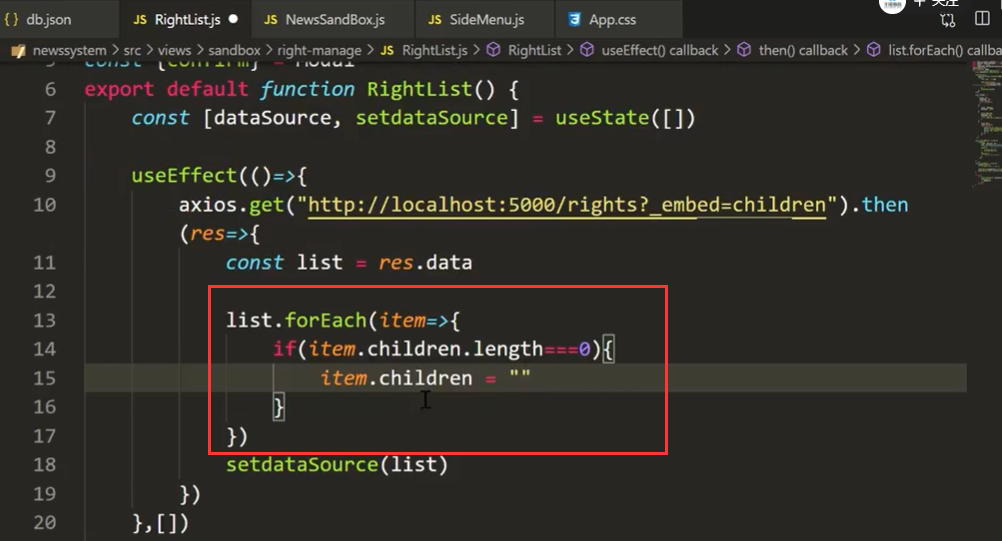 { } db.json JS RightList.js ● JS NewsSandBox.js JS SideMenu.js App.css
newssystem > src > views > sandbox > right-manage > JS RightList.js > RightList > useEffect() callback > then() callback > list.forEach() callba
5 const {confirm} = Modal
6 export default function RightList() {
7 const [dataSource, setdataSource] = useState([])
8
9 useEffect(()=>{
10 axios.get("http://localhost:5000/rights?_embed=children").then
(res=>{
11 const list = res.data
12
13 list.forEach(item=>{
14 if(item.children.length===0){
15 item.children = ""
16 }
17 })
18 setdataSource(list)
19 })
20 },[])